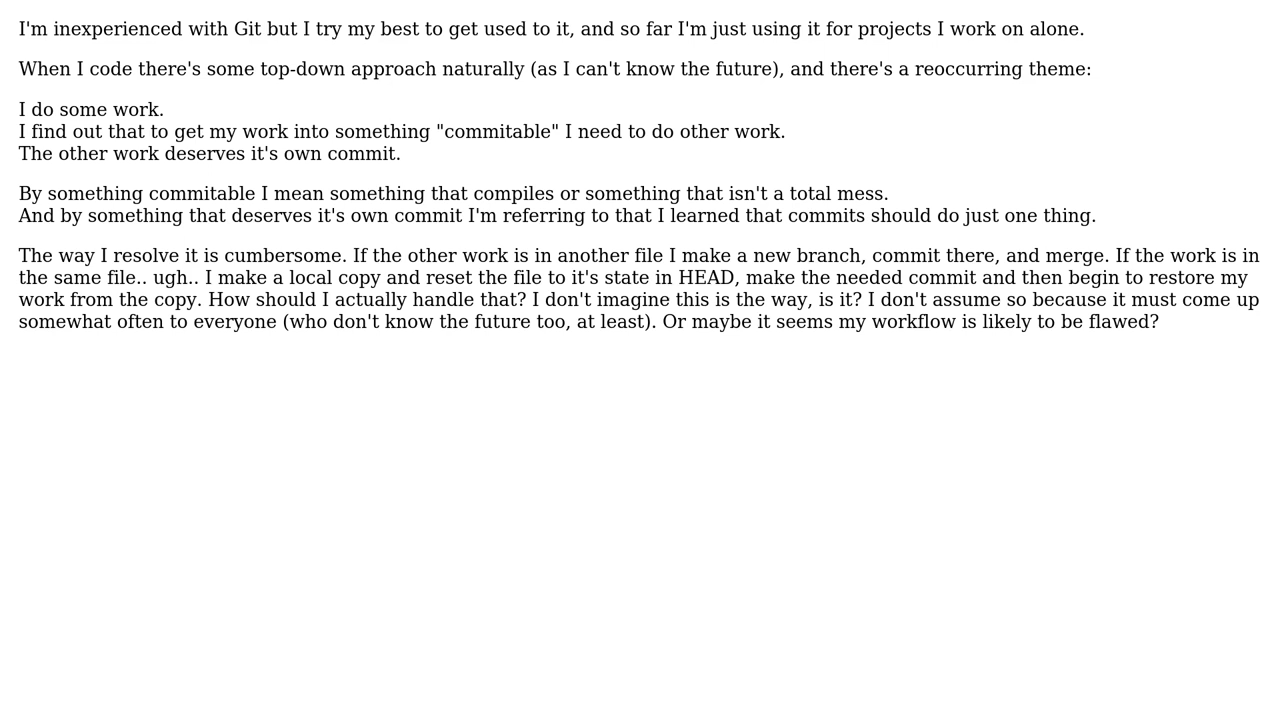 I'm inexperienced with Git but I try my best to get used to it, and so far I'm just using it for projects I work on alone.
When I code there's some top-down approach naturally (as I can't know the future), and there's a reoccurring theme:
I do some work.
I find out that to get my work into something "commitable" I need to do other work.
The other work deserves it's own commit.
By something commitable I mean something that compiles or something that isn't a total mess.
And by something that deserves it's own commit I'm referring to that I learned that commits should do just one thing.
The way I resolve it is cumbersome. If the other work is in another file I make a new branch, commit there, and merge. If the work is in
the same file.. ugh.. I make a local copy and reset the file to it's state in HEAD, make the needed commit and then begin to restore my
work from the copy. How should I actually handle that? I don't imagine this is the way, is it? I don't assume so because it must come up
somewhat often to everyone (who don't know the future too, at least). Or maybe it seems my workflow is likely to be flawed?